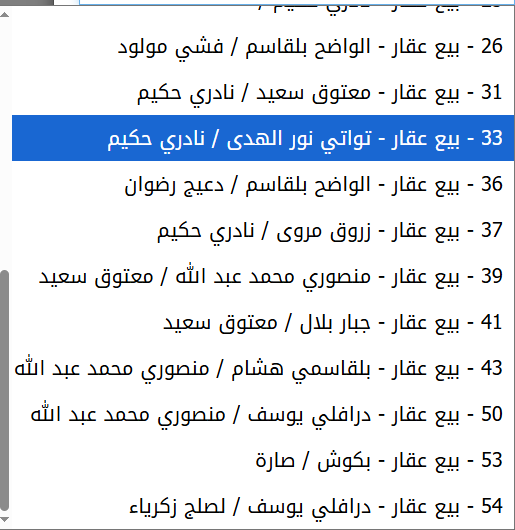 26 - بيع عقار - الواضح بلقاسم / فشي مولود
31 - بيع عقار - معتوق سعيد / نادري حكيم
33 - بيع عقار - تواتي نور الهدى / نادري حكيم
36 - بيع عقار - الواضح بلقاسم / دعيج رضوان
37 - بيع عقار - زروق مروى / نادري حكيم
39 - بيع عقار - منصوري محمد عبد الله / معتوق سعيد
41 - بيع عقار - جبار بلال / معتوق سعيد
43 - بيع عقار - بلقاسمي هشام / منصوري محمد عبد الله
50 - بيع عقار - درافلي يوسف / منصوري محمد عبد الله
53 - بيع عقار - بكوش / صارة
54 - بيع عقار - درافلي يوسف / لصلج زكرياء